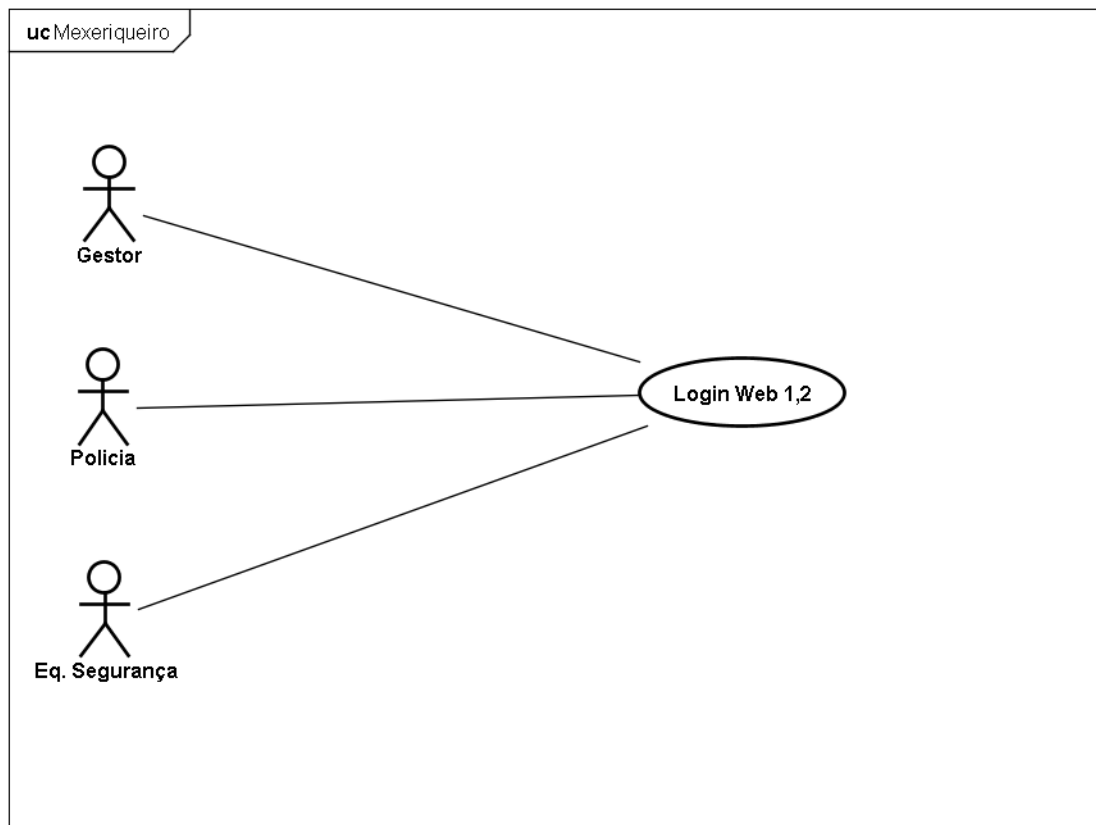 uc Mexeriqueiro
Gestor
Login Web 1,2
Policia
Eq. Segurança